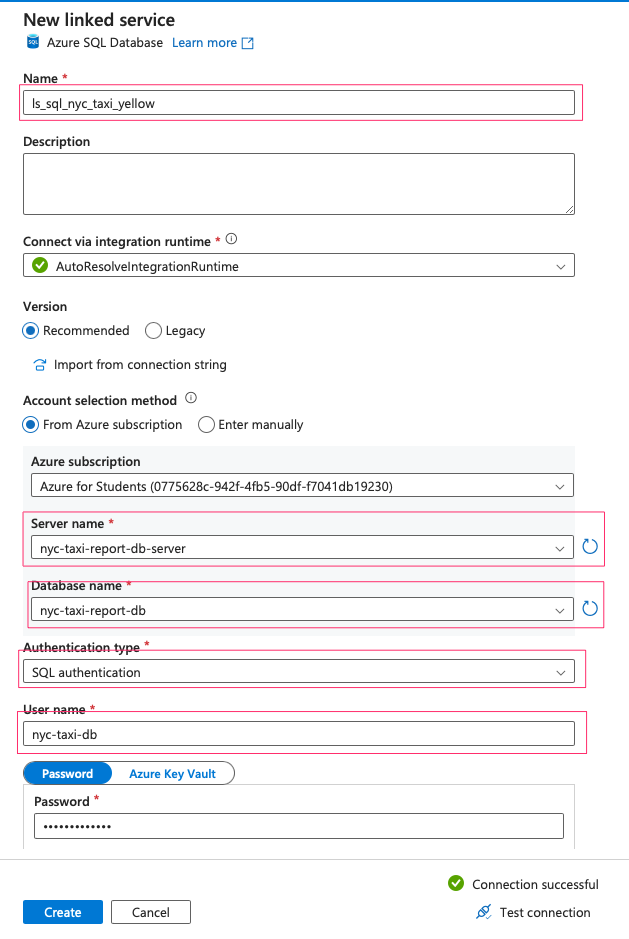 New linked service
Azure SQL Database Learn more
Name *
ls_sql_nyc_taxi_yellow
Description
Connect via integration runtime *
AutoResolveIntegrationRuntime
Version
Recommended Legacy
Import from connection string
Account selection method
From Azure subscription Enter manually
Azure subscription
Azure for Students (0775628c-942f-4fb5-90df-f7041db19230)
Server name *
nyc-taxi-report-db-server
Database name *
nyc-taxi-report-db
Authentication type *
SQL authentication
User name *
nyc-taxi-db
Password Azure Key Vault
Password *
•••••••••••••
Connection successful
Create Cancel Test connection